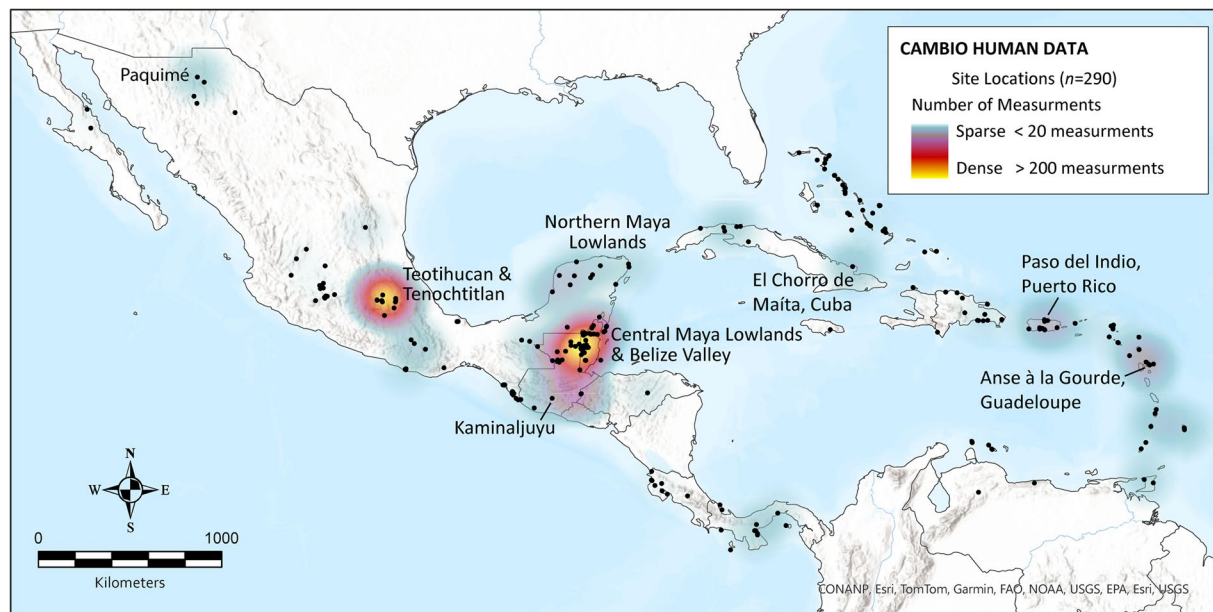 CAMBIO HUMAN DATA
Site Locations (n=290)
Number of Measurments
Sparse < 20 measurments
Dense > 200 measurments
Paquimé
Northern Maya
Lowlands
Teotihucan &
Tenochtitlan
El Chorro de
Maíta, Cuba
Paso del Indio,
Puerto Rico
Central Maya Lowlands
& Belize Valley
Anse à la Gourde,
Guadeloupe
Kaminaljuyu
N
W
E
S
0
1000
Kilometers
CONANP, Esri, TomTom, Garmin, FAO, NOAA, USGS, EPA, Esri, USGS